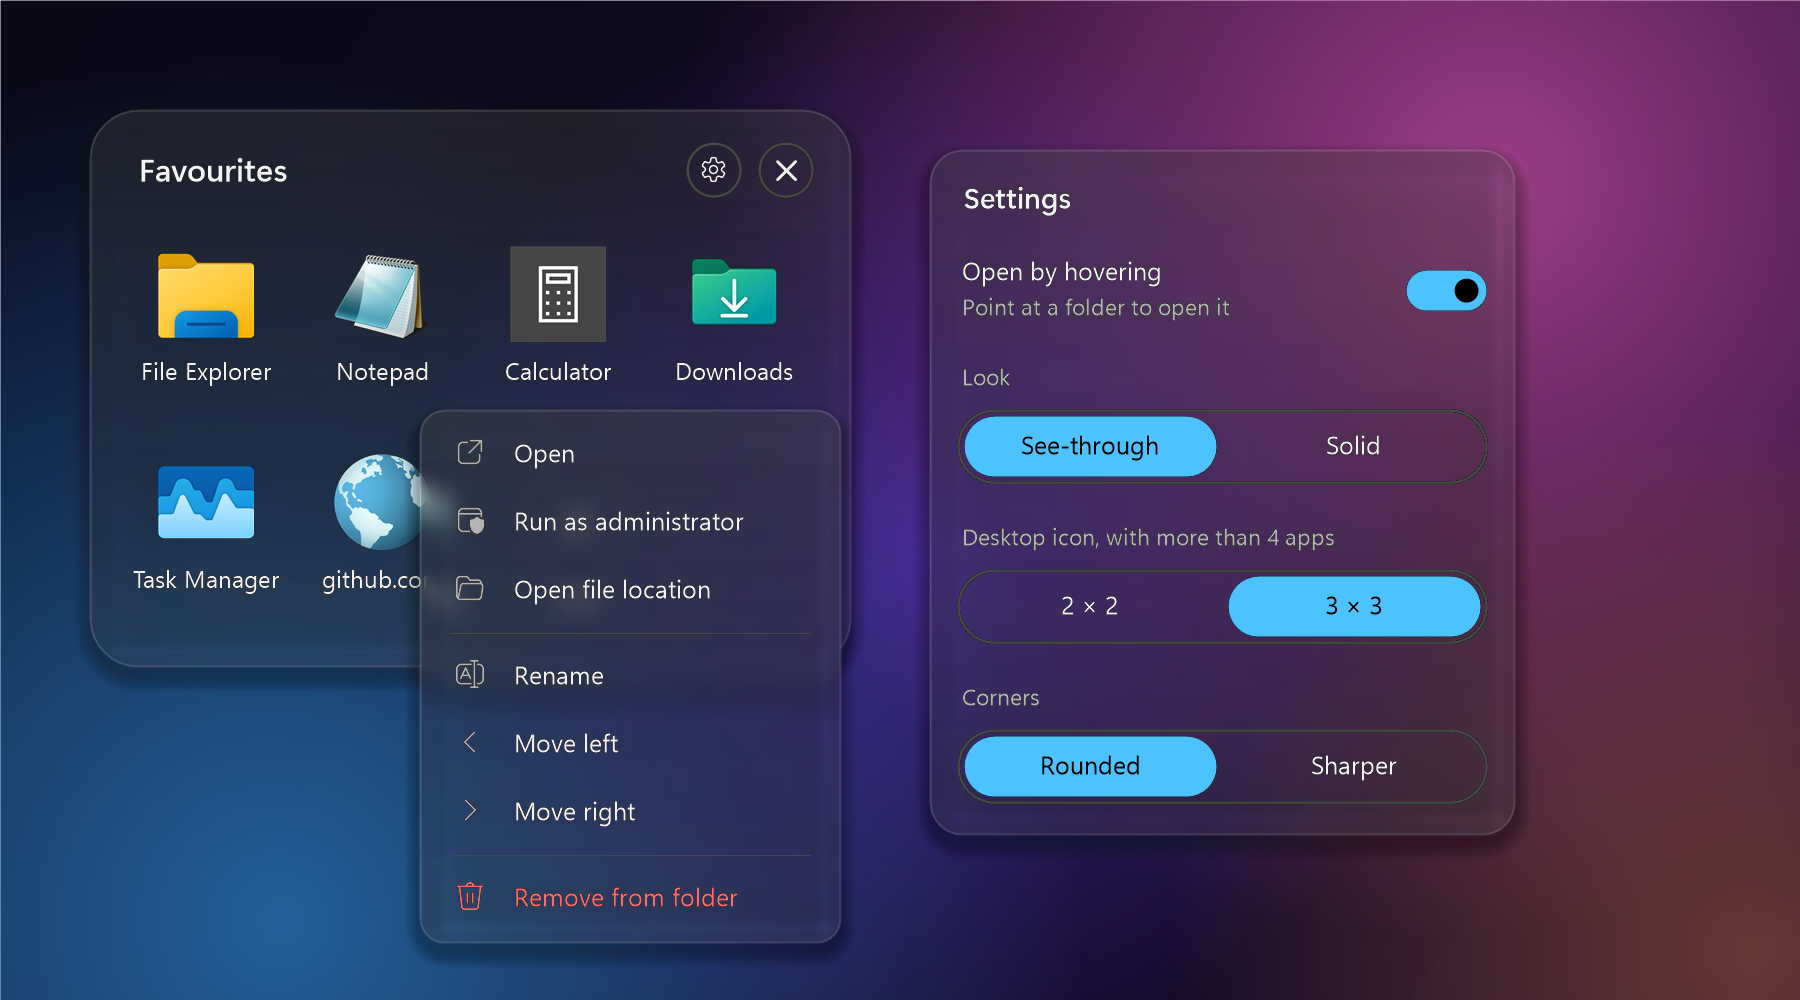 Favourites
File Explorer
Notepad
Calculator
Downloads
Task Manager
github.co
Open
Run as administrator
Open file location
Rename
Move left
Move right
Remove from folder
Settings
Open by hovering
Point at a folder to open it
Look
See-through
Solid
Desktop icon, with more than 4 apps
2 × 2
3 × 3
Corners
Rounded
Sharper